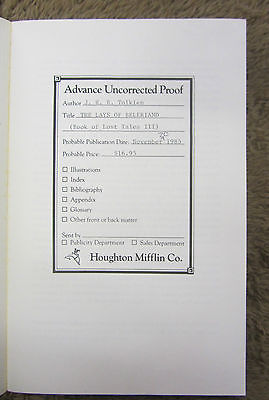 Advance Uncorrected Proof
Author J. R. R. Tolkien
Title THE LAYS OF BELERIAND
(Book of Lost Tales III)
Probable Publication Date November 1985
Probable Price $16.95
☐ Illustrations
☐ Index
☐ Bibliography
☐ Appendix
☐ Glossary
☐ Other front or back matter
Sent by
☐ Publicity Department ☐ Sales Department
Houghton Mifflin Co.